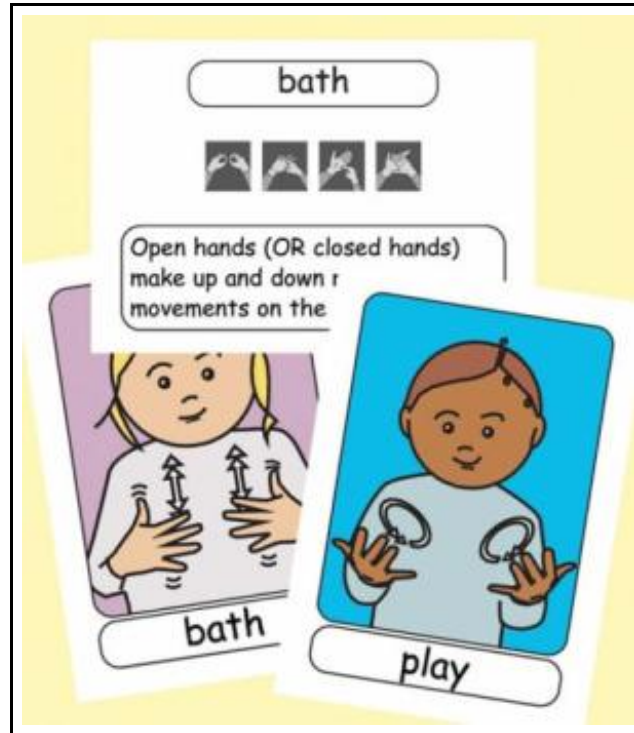 bath
Open hands (OR closed hands)
make up and down
movements on the
bath
play